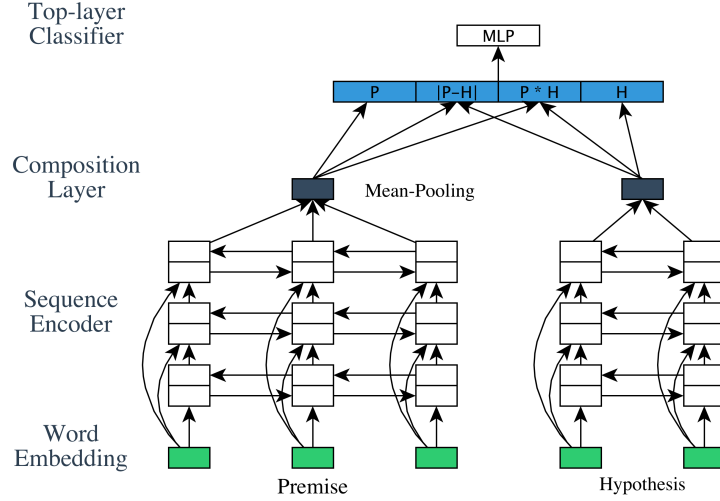 Top-layer
Classifier
MLP
P |P-H| P * H H
Composition
Layer
Mean-Pooling
Sequence
Encoder
Word
Embedding
Premise
Hypothesis